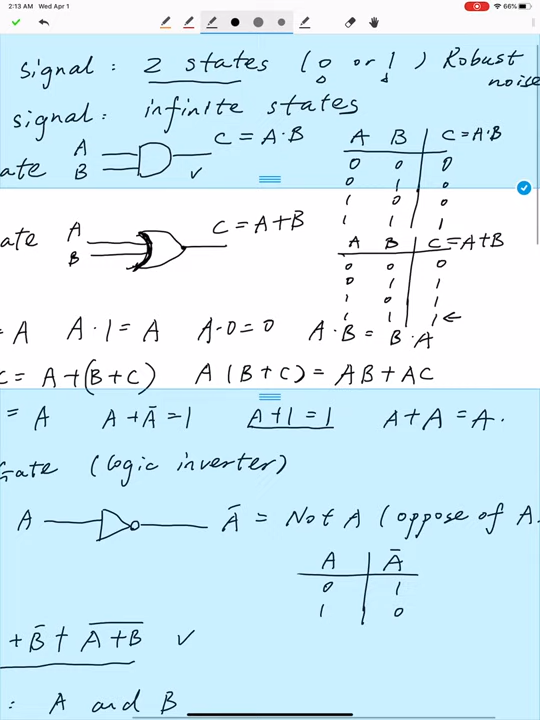 2:13 AM Wed Apr 1 66%
signal: 2 states (0 or 1) Robust
noise
signal: infinite states
ate A B C = A·B
A B C=A·B
0 0 0
0 1 0
1 0 0
1 1 1
ate A B C = A+B
A B C=A+B
0 0 0
0 1 1
1 0 1
1 1 1 ←
= A A·1 = A A·0=0 A·B = B·A
C = A+(B+C) A(B+C) = AB+AC
= A A+Ā=1 A+1=1 A+A=A.
Gate (logic inverter)
A Ā = Not A (oppose of A.
A Ā
0 1
1 0
+ B̅ + A̅+̅B̅ ✓
: A and B